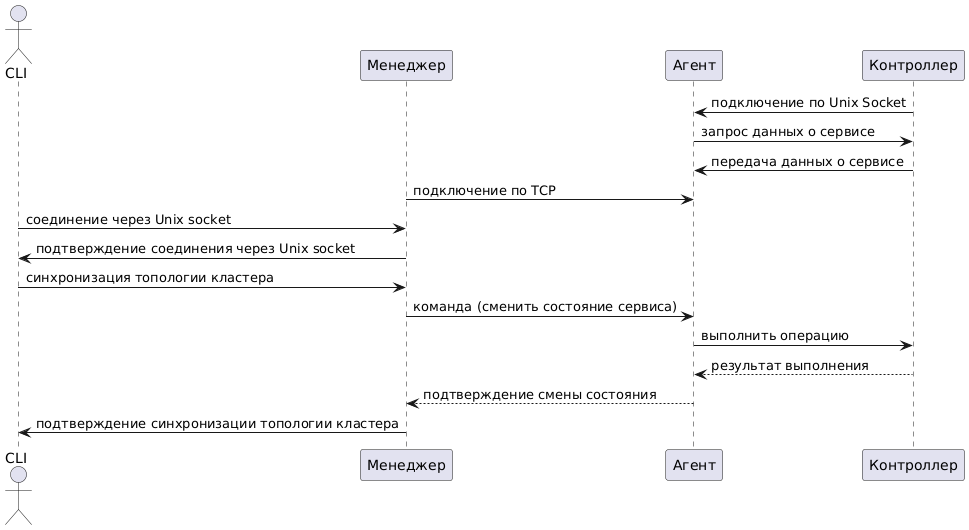 CLI
Менеджер
Агент
Контроллер
подключение по Unix Socket
запрос данных о сервисе
передача данных о сервисе
подключение по TCP
соединение через Unix socket
подтверждение соединения через Unix socket
синхронизация топологии кластера
команда (сменить состояние сервиса)
выполнить операцию
результат выполнения
подтверждение смены состояния
подтверждение синхронизации топологии кластера
CLI
Менеджер
Агент
Контроллер